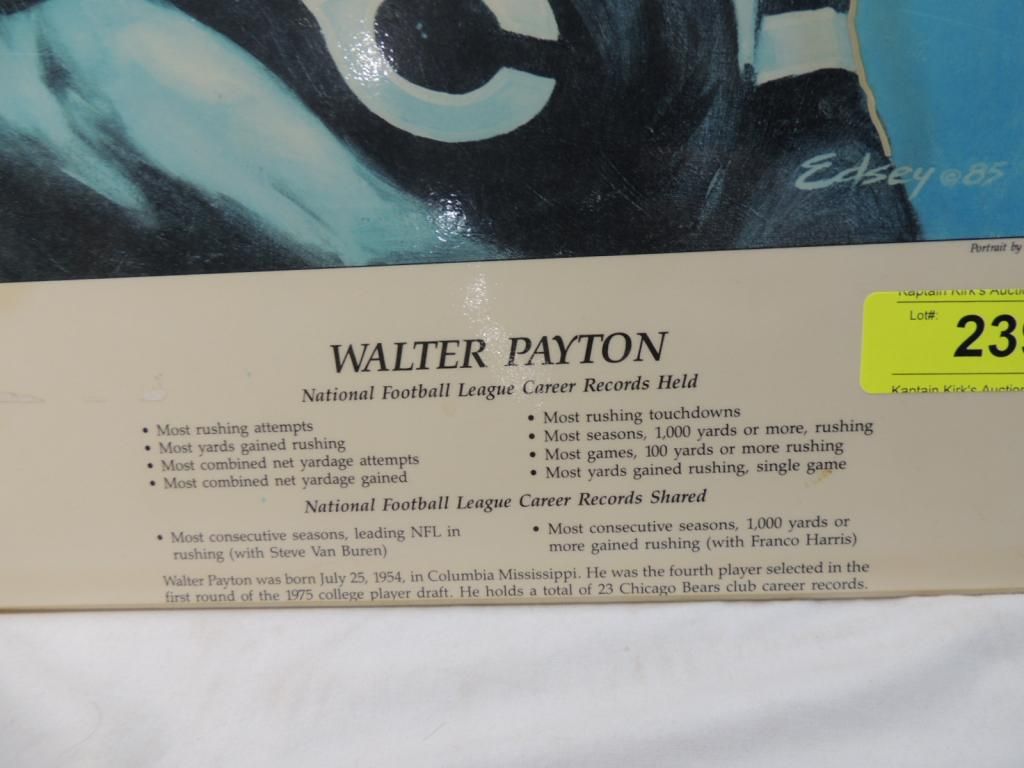 C
Edsey © 85
Portrait by
Kaptain Kirk's
Lot#:
WALTER PAYTON
National Football League Career Records Held
• Most rushing attempts
• Most yards gained rushing
• Most combined net yardage attempts
• Most combined net yardage gained
• Most rushing touchdowns
• Most seasons, 1,000 yards or more, rushing
• Most games, 100 yards or more rushing
• Most yards gained rushing, single game
Kaptain Kirk's Auction
National Football League Career Records Shared
• Most consecutive seasons, leading NFL in
rushing (with Steve Van Buren)
• Most consecutive seasons, 1,000 yards or
more gained rushing (with Franco Harris)
Walter Payton was born July 25, 1954, in Columbia Mississippi. He was the fourth player selected in the
first round of the 1975 college player draft. He holds a total of 23 Chicago Bears club career records.